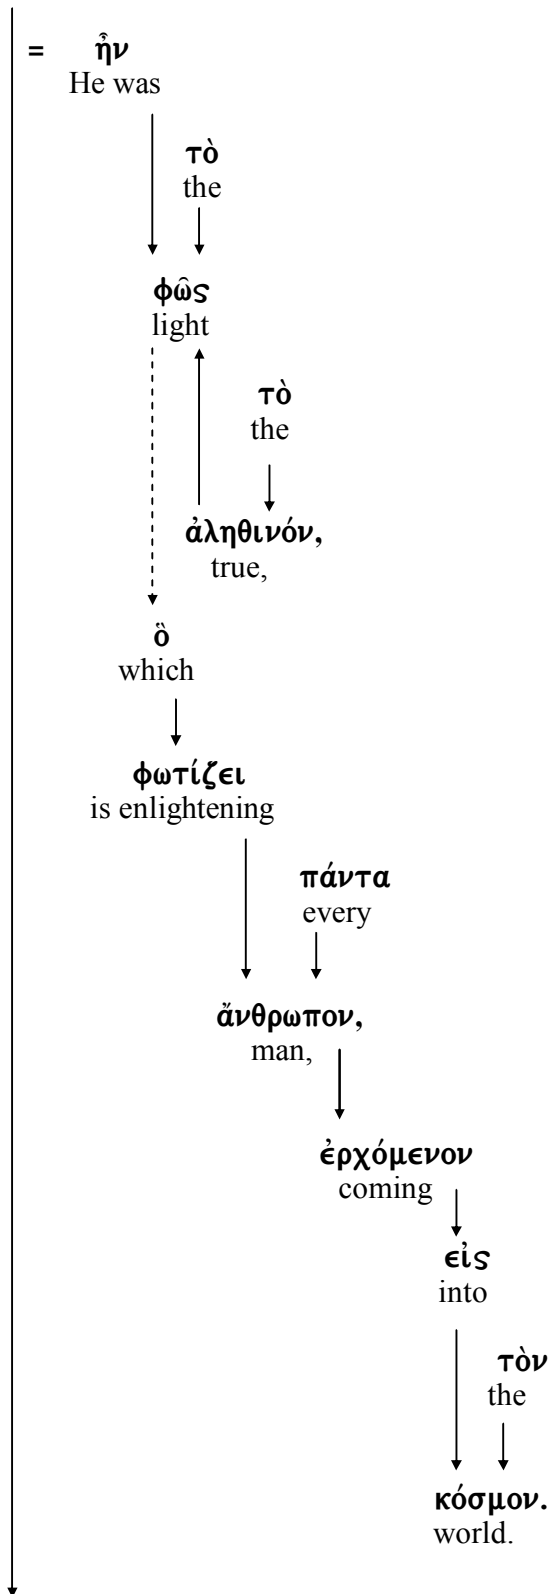 = ἦν
He was
τὸ
the
φῶς
light
τὸ
the
ἀληθινόν,
true,
ὃ
which
φωτίζει
is enlightening
πάντα
every
ἄνθρωπον,
man,
ἐρχόμενον
coming
εἰς
into
τὸν
the
κόσμον.
world.